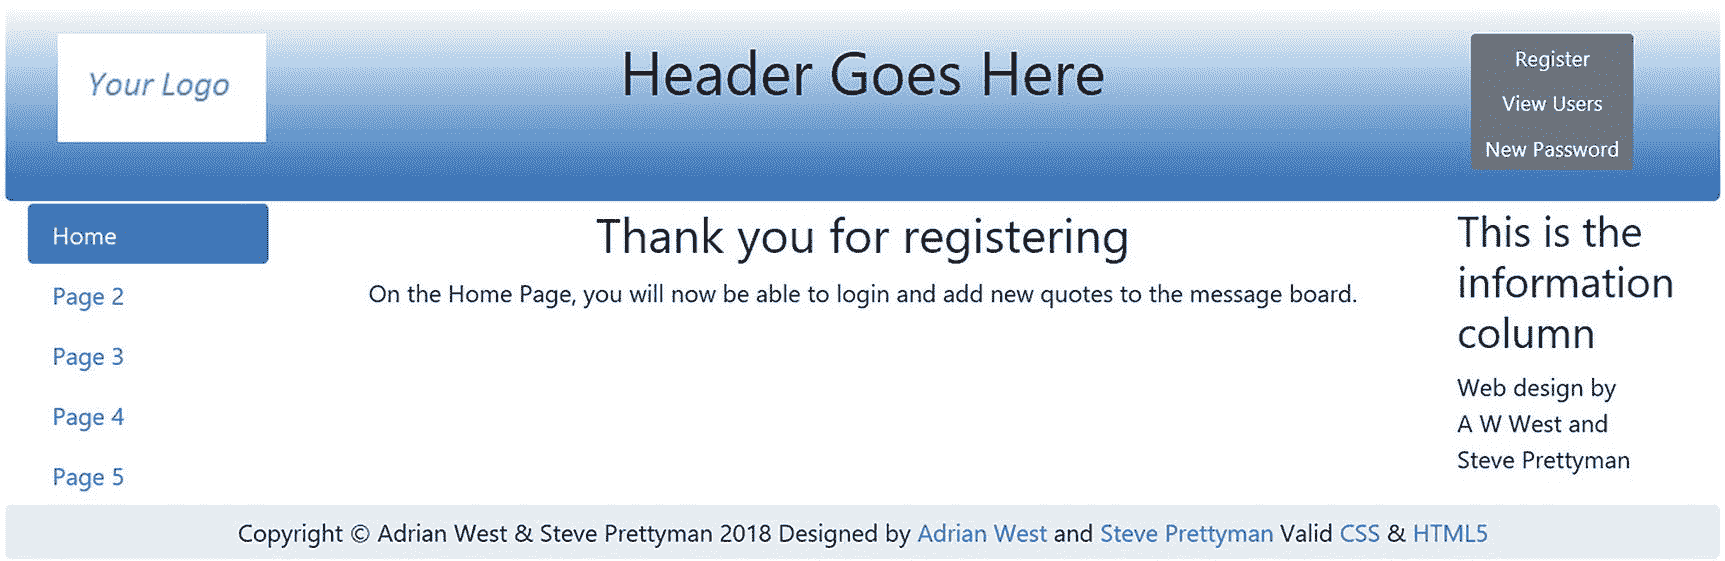 Your Logo
Header Goes Here
Register
View Users
New Password
Home
Page 2
Page 3
Page 4
Page 5
Thank you for registering
On the Home Page, you will now be able to login and add new quotes to the message board.
This is the
information
column
Web design by
A W West and
Steve Prettyman
Copyright © Adrian West & Steve Prettyman 2018 Designed by Adrian West and Steve Prettyman Valid CSS & HTML5